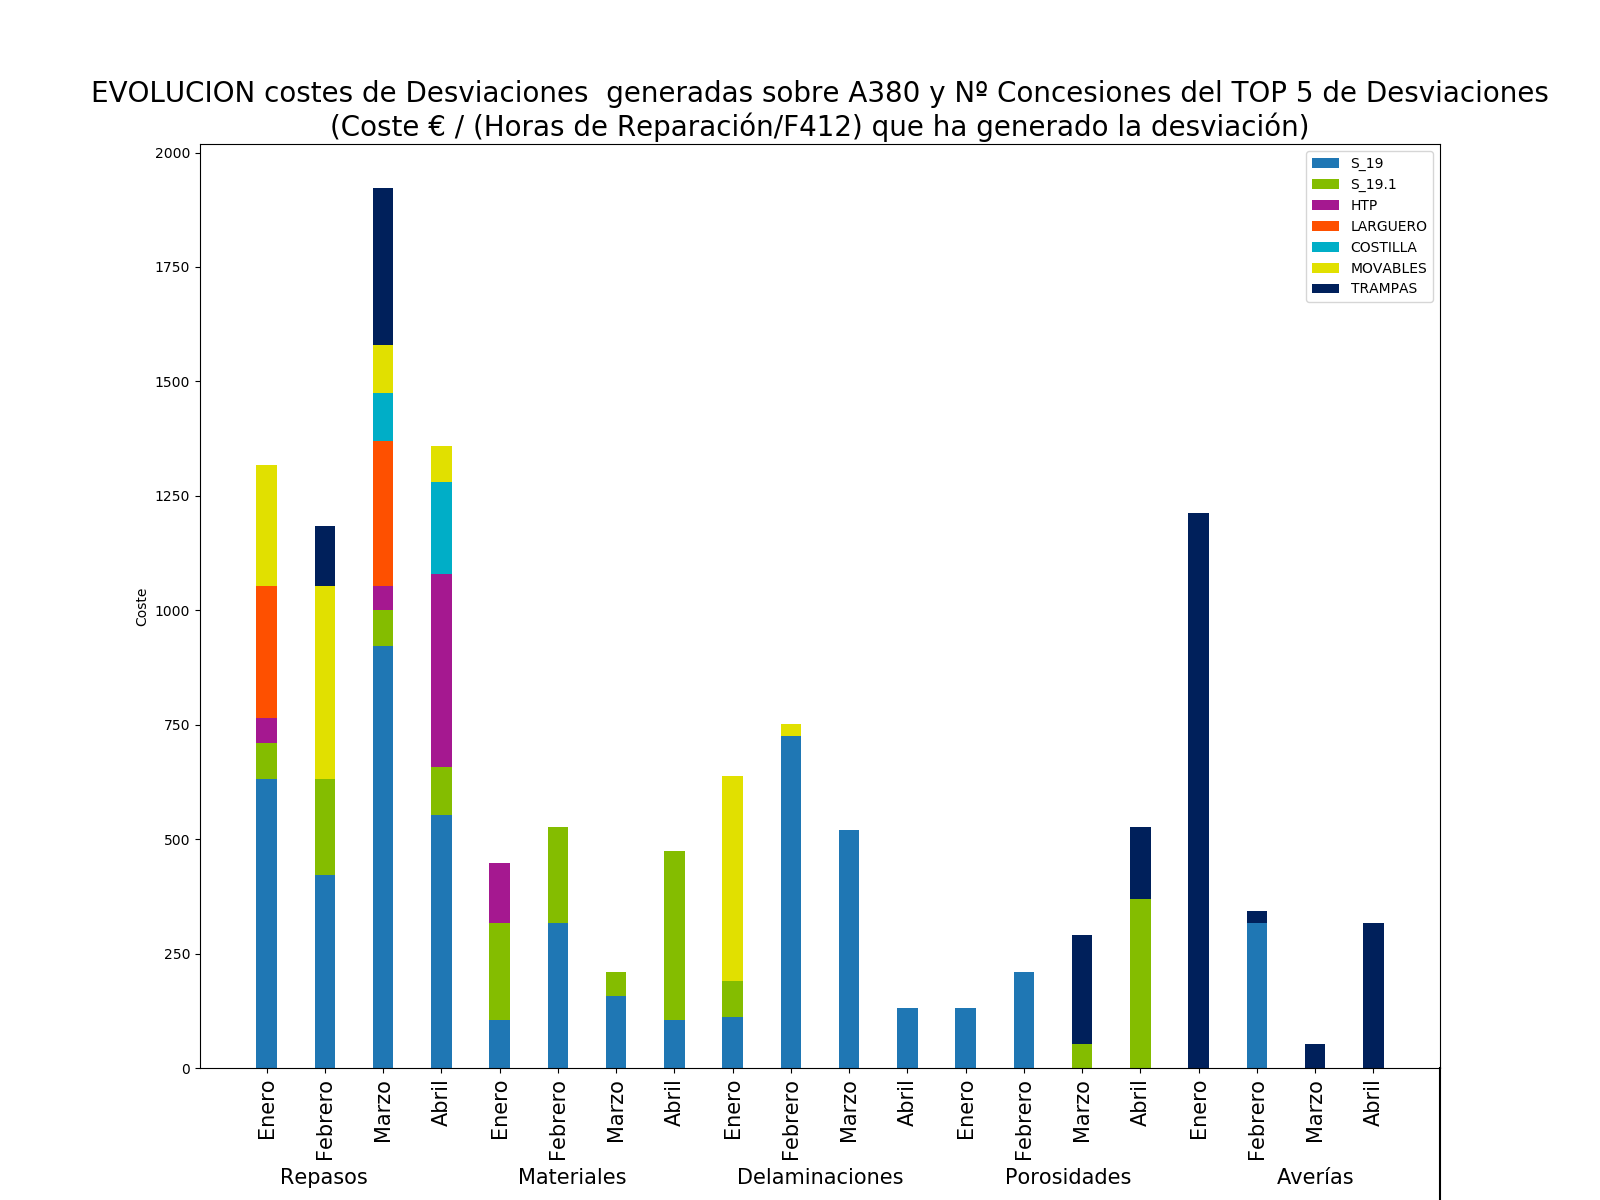 EVOLUCION costes de Desviaciones  generadas sobre A380 y Nº Concesiones del TOP 5 de Desviaciones
(Coste € / (Horas de Reparación/F412) que ha generado la desviación)
2000
1750
1500
1250
1000
750
500
250
0
Coste
S_19
S_19.1
HTP
LARGUERO
COSTILLA
MOVABLES
TRAMPAS
Enero
Febrero
Marzo
Abril
Enero
Febrero
Marzo
Abril
Enero
Febrero
Marzo
Abril
Enero
Febrero
Marzo
Abril
Enero
Febrero
Marzo
Abril
Repasos
Materiales
Delaminaciones
Porosidades
Averías